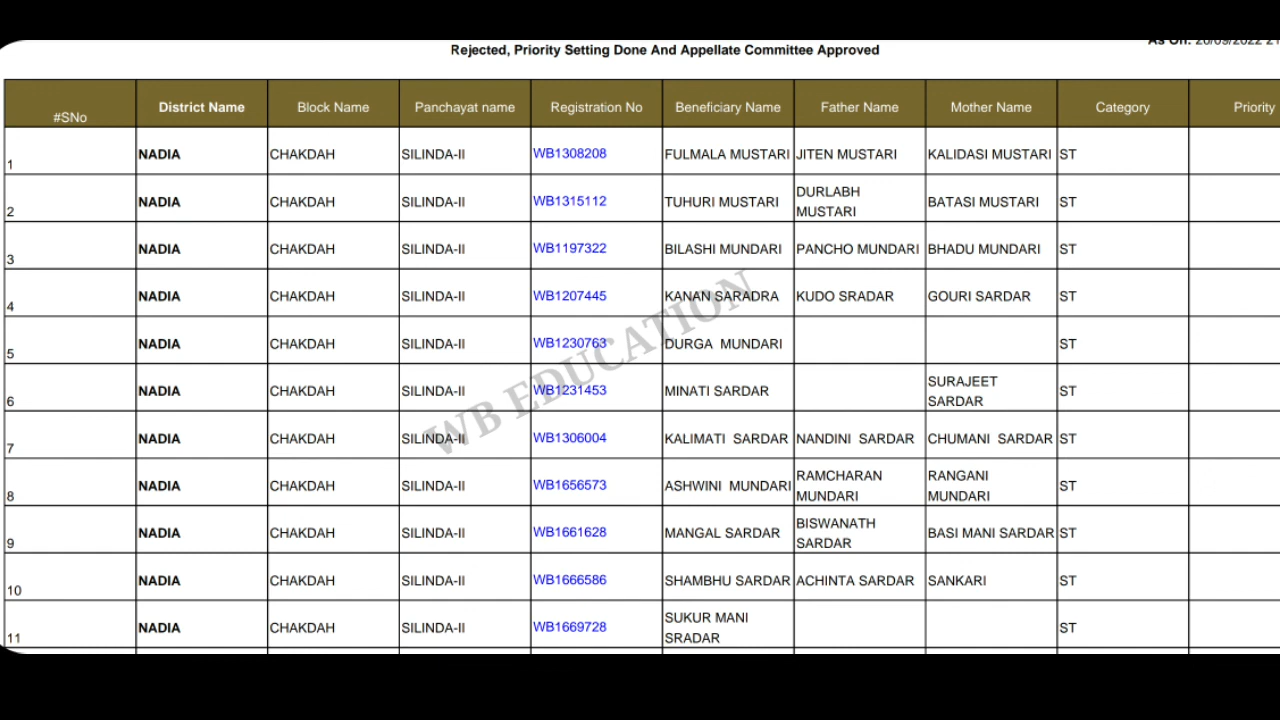 As On: 20/09/2022 21
Rejected, Priority Setting Done And Appellate Committee Approved
#SNo District Name Block Name Panchayat name Registration No Beneficiary Name Father Name Mother Name Category Priority
1 NADIA CHAKDAH SILINDA-II WB1308208 FULMALA MUSTARI JITEN MUSTARI KALIDASI MUSTARI ST
2 NADIA CHAKDAH SILINDA-II WB1315112 TUHURI MUSTARI DURLABH MUSTARI BATASI MUSTARI ST
3 NADIA CHAKDAH SILINDA-II WB1197322 BILASHI MUNDARI PANCHO MUNDARI BHADU MUNDARI ST
4 NADIA CHAKDAH SILINDA-II WB1207445 KANAN SARADRA KUDO SRADAR GOURI SARDAR ST
5 NADIA CHAKDAH SILINDA-II WB1230763 DURGA MUNDARI ST
6 NADIA CHAKDAH SILINDA-II WB1231453 MINATI SARDAR SURAJEET SARDAR ST
7 NADIA CHAKDAH SILINDA-II WB1306004 KALIMATI SARDAR NANDINI SARDAR CHUMANI SARDAR ST
8 NADIA CHAKDAH SILINDA-II WB1656573 ASHWINI MUNDARI RAMCHARAN MUNDARI RANGANI MUNDARI ST
9 NADIA CHAKDAH SILINDA-II WB1661628 MANGAL SARDAR BISWANATH SARDAR BASI MANI SARDAR ST
10 NADIA CHAKDAH SILINDA-II WB1666586 SHAMBHU SARDAR ACHINTA SARDAR SANKARI ST
11 NADIA CHAKDAH SILINDA-II WB1669728 SUKUR MANI SRADAR ST
WB EDUCATION